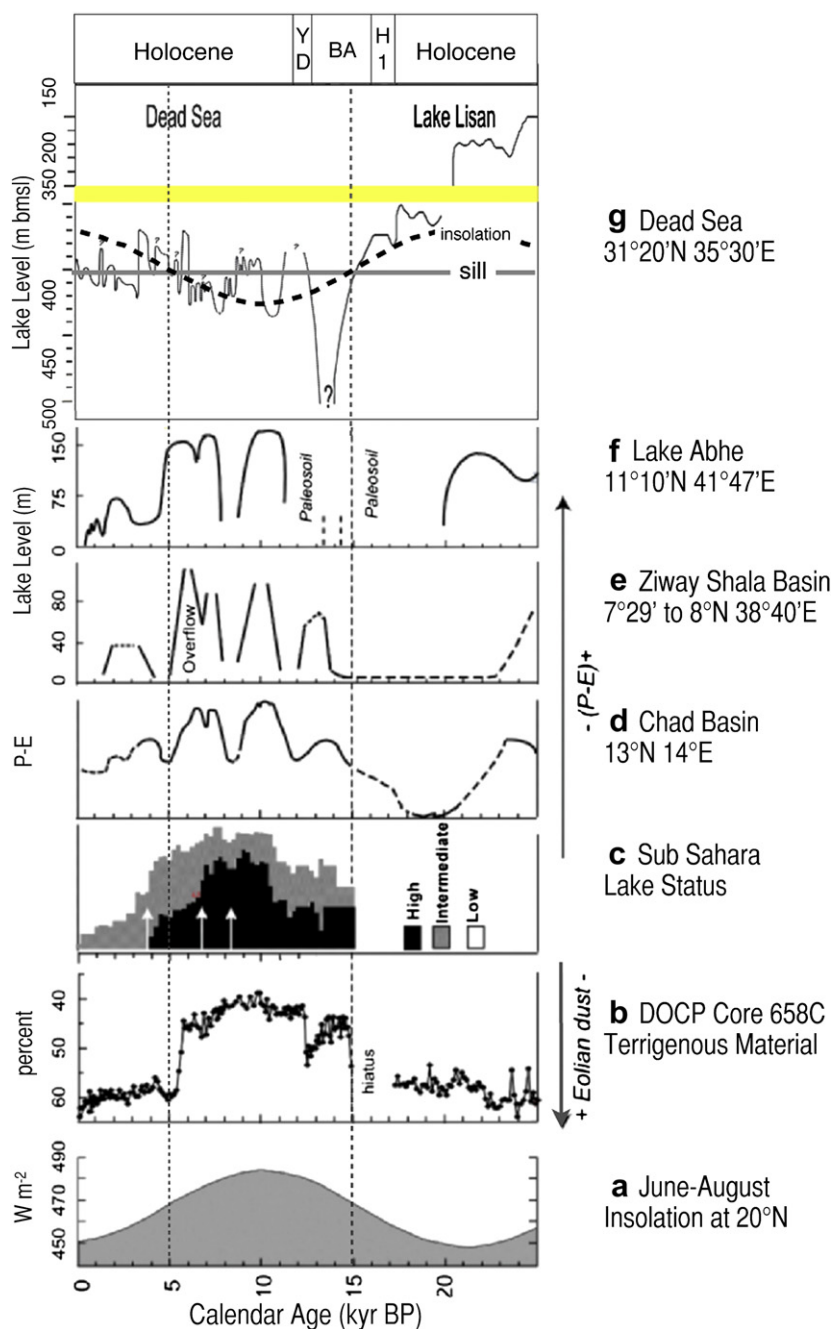 Holocene
Y
D
BA
H
1
Holocene
Dead Sea
Lake Lisan
150
200
350
400
450
500
Lake Level (m bmsl)
?
?
?
?
?
?
insolation
sill
?
g Dead Sea
31°20'N 35°30'E
150
75
0
Lake Level (m)
Paleosoil
Paleosoil
f Lake Abhe
11°10'N 41°47'E
80
40
0
Overflow
e Ziway Shala Basin
7°29' to 8°N 38°40'E
- (P-E)+
P-E
d Chad Basin
13°N 14°E
High
Intermediate
Low
c Sub Sahara
Lake Status
40
50
60
percent
hiatus
b DOCP Core 658C
Terrigenous Material
+ Eolian dust -
490
470
450
W m-2
a June-August
Insolation at 20°N
0
5
10
15
20
Calendar Age (kyr BP)